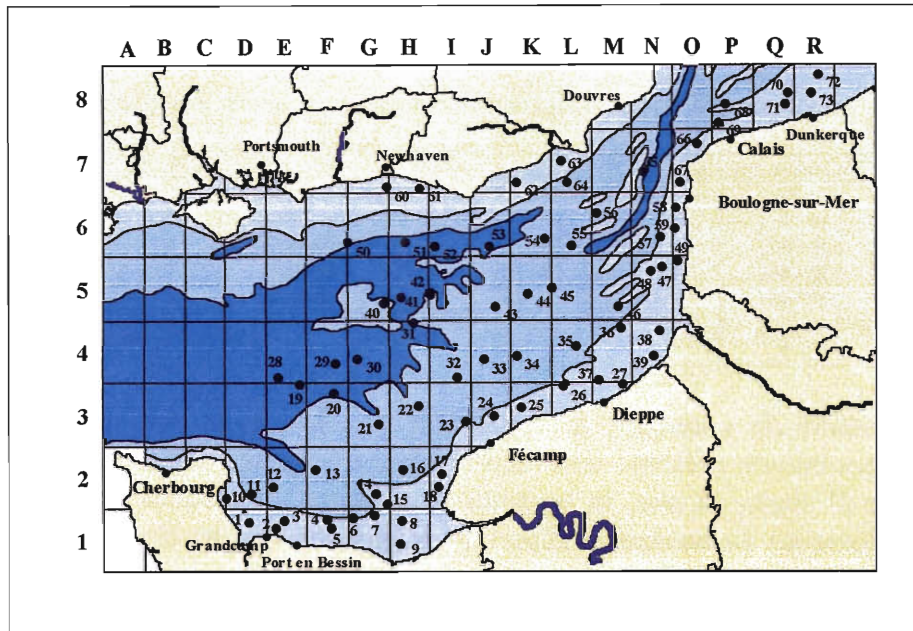 A B C D E F G H I J K L M N O P Q R
8
Douvres
70 72
71 73
68
69
Dunkerque
66
Calais
7
Portsmouth
Newhaven
63
65
62 64
67
60 61
Boulogne-sur-Mer
6
56
58
59
50 51 52 53 54 55 57
49
5
42
48 47
40 41 43 44 45
46
31
36
38
4
35
28 29 30 32 33 34
39
37 27
19
26
3
20
22
24 25
Dieppe
21 23
Fécamp
2
12 13 16 17
Cherbourg
10 11 14 15 18
1
1 2 3 4 5 6 7 8
Grandcamp
9
Port en Bessin